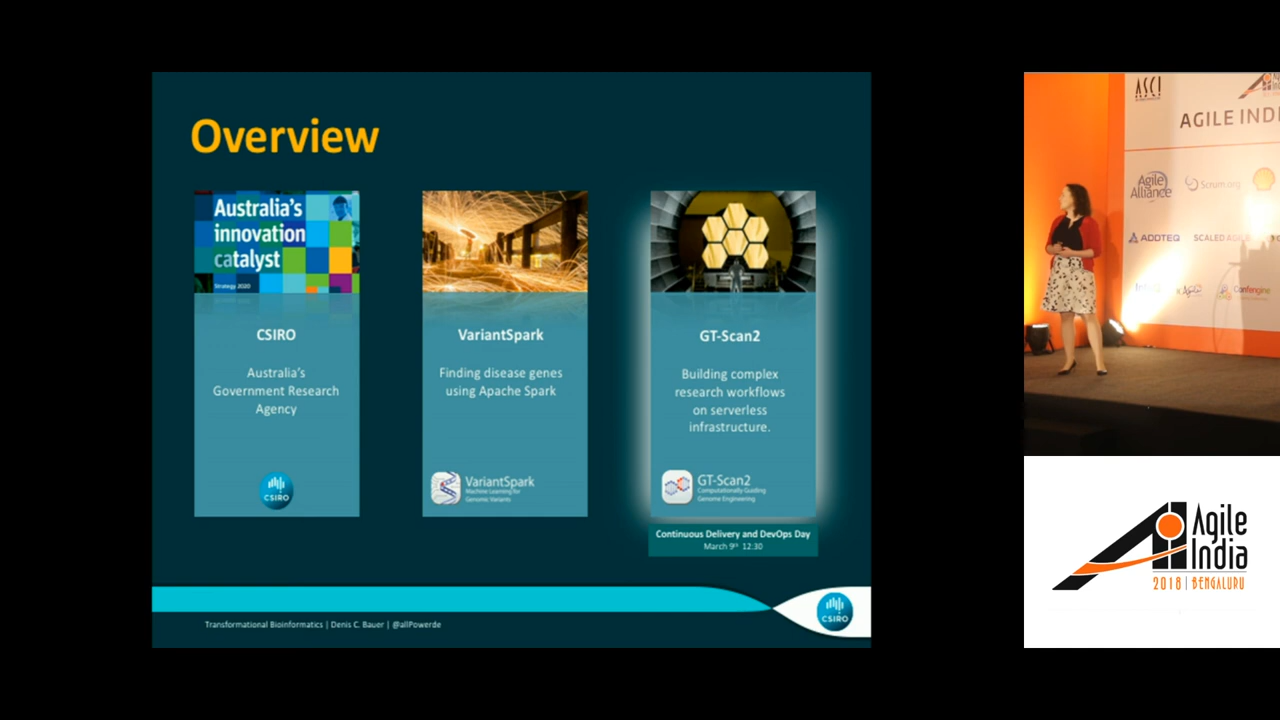 Overview
Australia's
innovation
catalyst
Strategy 2020
CSIRO
Australia's
Government Research
Agency
CSIRO
VariantSpark
Finding disease genes
using Apache Spark
VariantSpark
Machine Learning for
Genomic Variants
GT-Scan2
Building complex
research workflows
on serverless
infrastructure.
GT-Scan2
Computationally Guiding
Genome Engineering
Continuous Delivery and DevOps Day
March 9th 12:30
Transformational Bioinformatics | Denis C. Bauer | @allPowerde
CSIRO
ASCI
AGILE INDI
Agile
Alliance
Scrum.org
ADDTEQ
SCALED AGILE
Confengine
Agile
India
2018 | BENGALURU